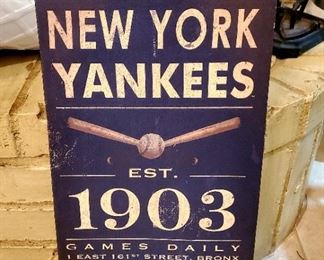 NEW YORK
YANKEES
EST.
1903
GAMES DAILY
1 EAST 161ST STREET, BRONX